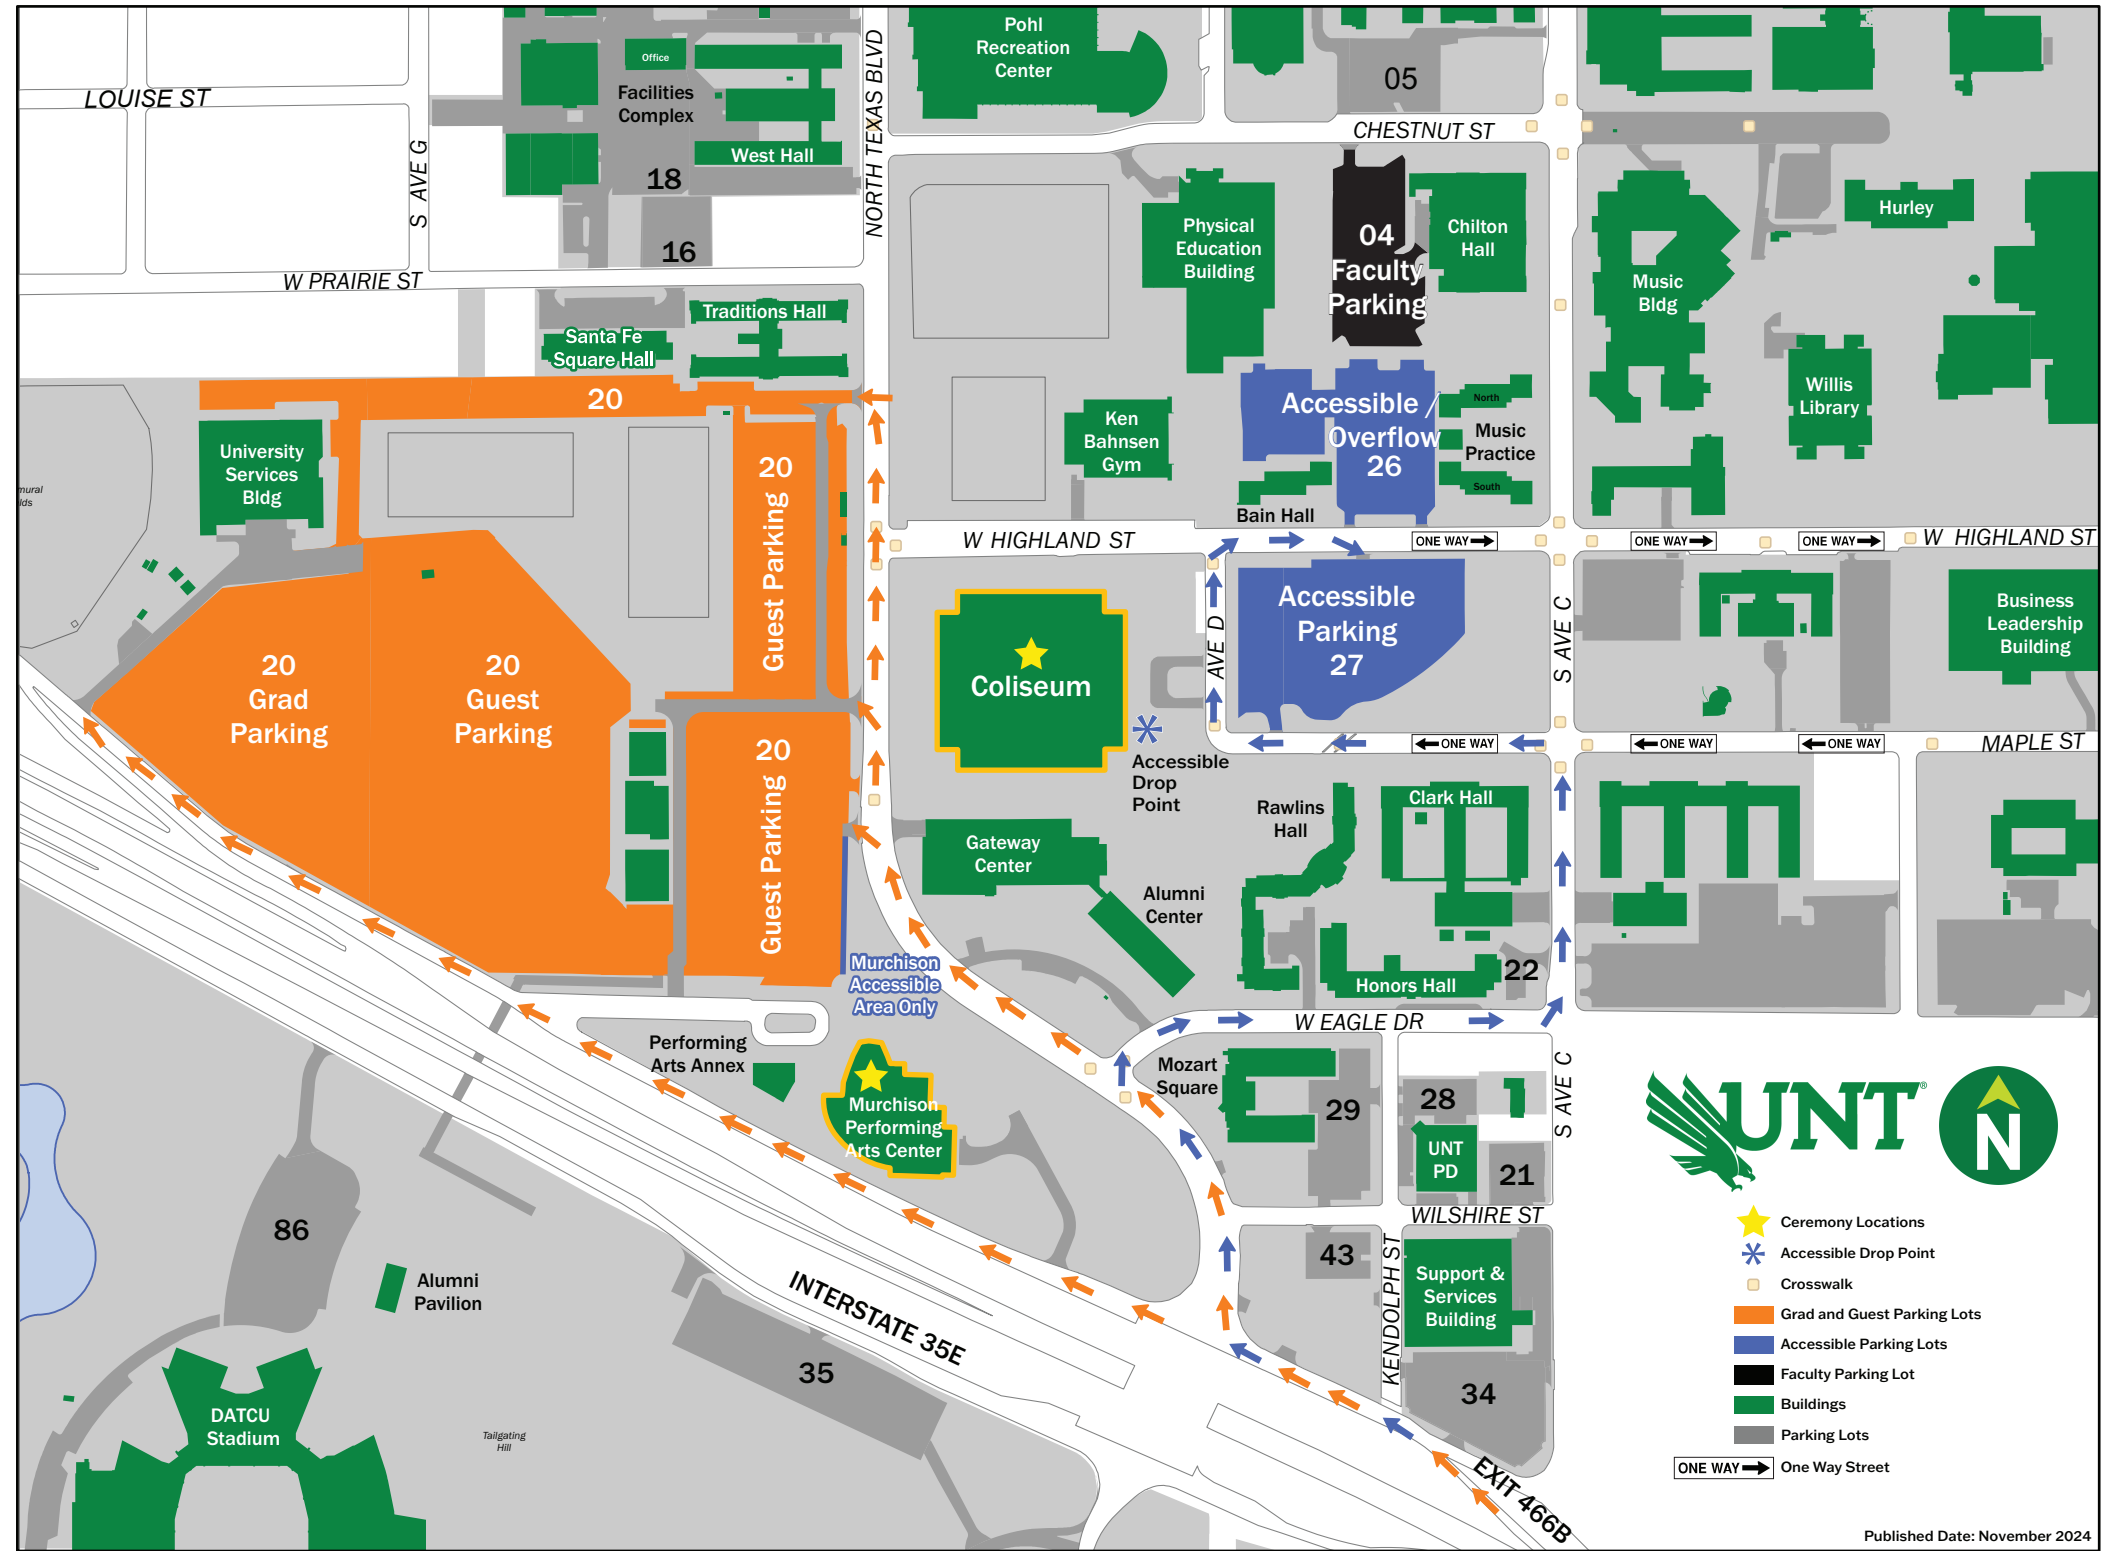 Pohl
Recreation
Center
Office
Facilities
Complex
West Hall
18
16
LOUISE ST
S AVE G
NORTH TEXAS BLVD
05
CHESTNUT ST
W PRAIRIE ST
Physical
Education
Building
04
Faculty
Parking
Chilton
Hall
Music
Bldg
Hurley
Traditions Hall
Santa Fe
Square Hall
20
University
Services
Bldg
20
Guest Parking
Ken
Bahnsen
Gym
Accessible /
Overflow
26
North
Music
Practice
South
Bain Hall
Willis
Library
W HIGHLAND ST
ONE WAY
ONE WAY
ONE WAY
W HIGHLAND ST
20
Grad
Parking
20
Guest
Parking
Coliseum
AVE D
Accessible
Parking
27
S AVE C
Business
Leadership
Building
Accessible
Drop
Point
ONE WAY
ONE WAY
ONE WAY
MAPLE ST
20
Guest Parking
Gateway
Center
Alumni
Center
Rawlins
Hall
Clark Hall
Honors Hall
22
Murchison
Accessible
Area Only
W EAGLE DR
Performing
Arts Annex
Murchison
Performing
Arts Center
Mozart
Square
29
28
UNT
PD
21
S AVE C
WILSHIRE ST
43
KENDOLPH ST
Support &
Services
Building
34
86
Alumni
Pavilion
INTERSTATE 35E
35
DATCU
Stadium
Tailgating
Hill
EXIT 466B
UNT®
N
Ceremony Locations
Accessible Drop Point
Crosswalk
Grad and Guest Parking Lots
Accessible Parking Lots
Faculty Parking Lot
Buildings
Parking Lots
ONE WAY One Way Street
Published Date: November 2024